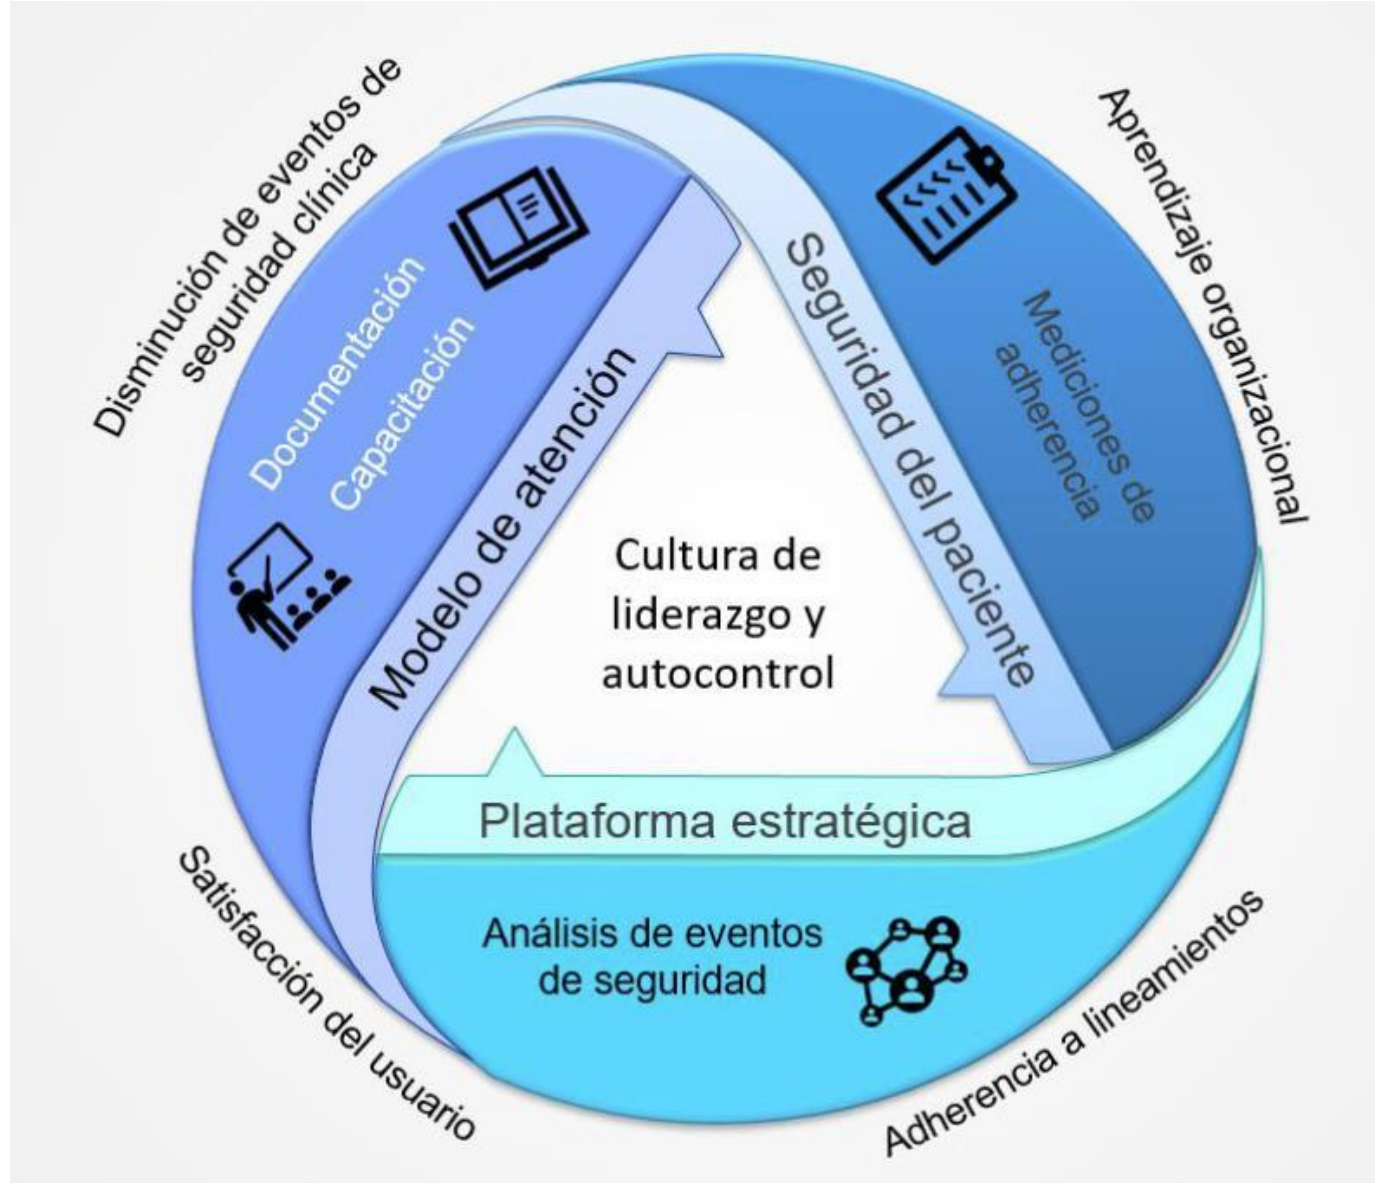 Disminución de eventos de
seguridad clínica
Aprendizaje organizacional
Documentación
Capacitación
Modelo de atención
Seguridad del paciente
Mediciones de
adherencia
Cultura de
liderazgo y
autocontrol
Plataforma estratégica
Análisis de eventos
de seguridad
Satisfacción del usuario
Adherencia a lineamientos